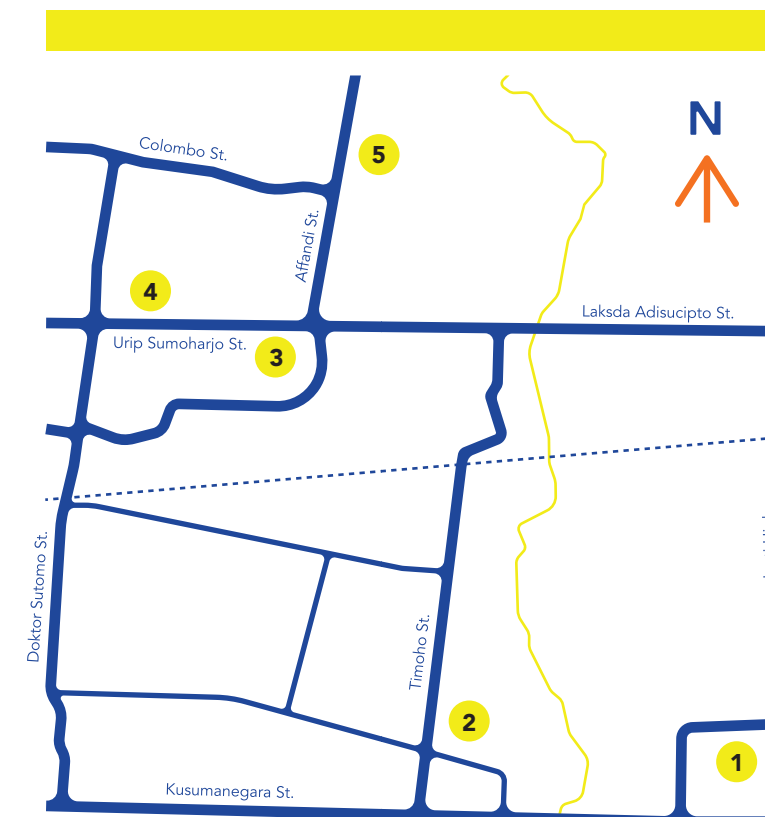 N
Colombo St.
5
Affandi St.
4
Laksda Adisucipto St.
Urip Sumoharjo St.
3
Doktor Sutomo St.
Timoho St.
2
1
Kusumanegara St.